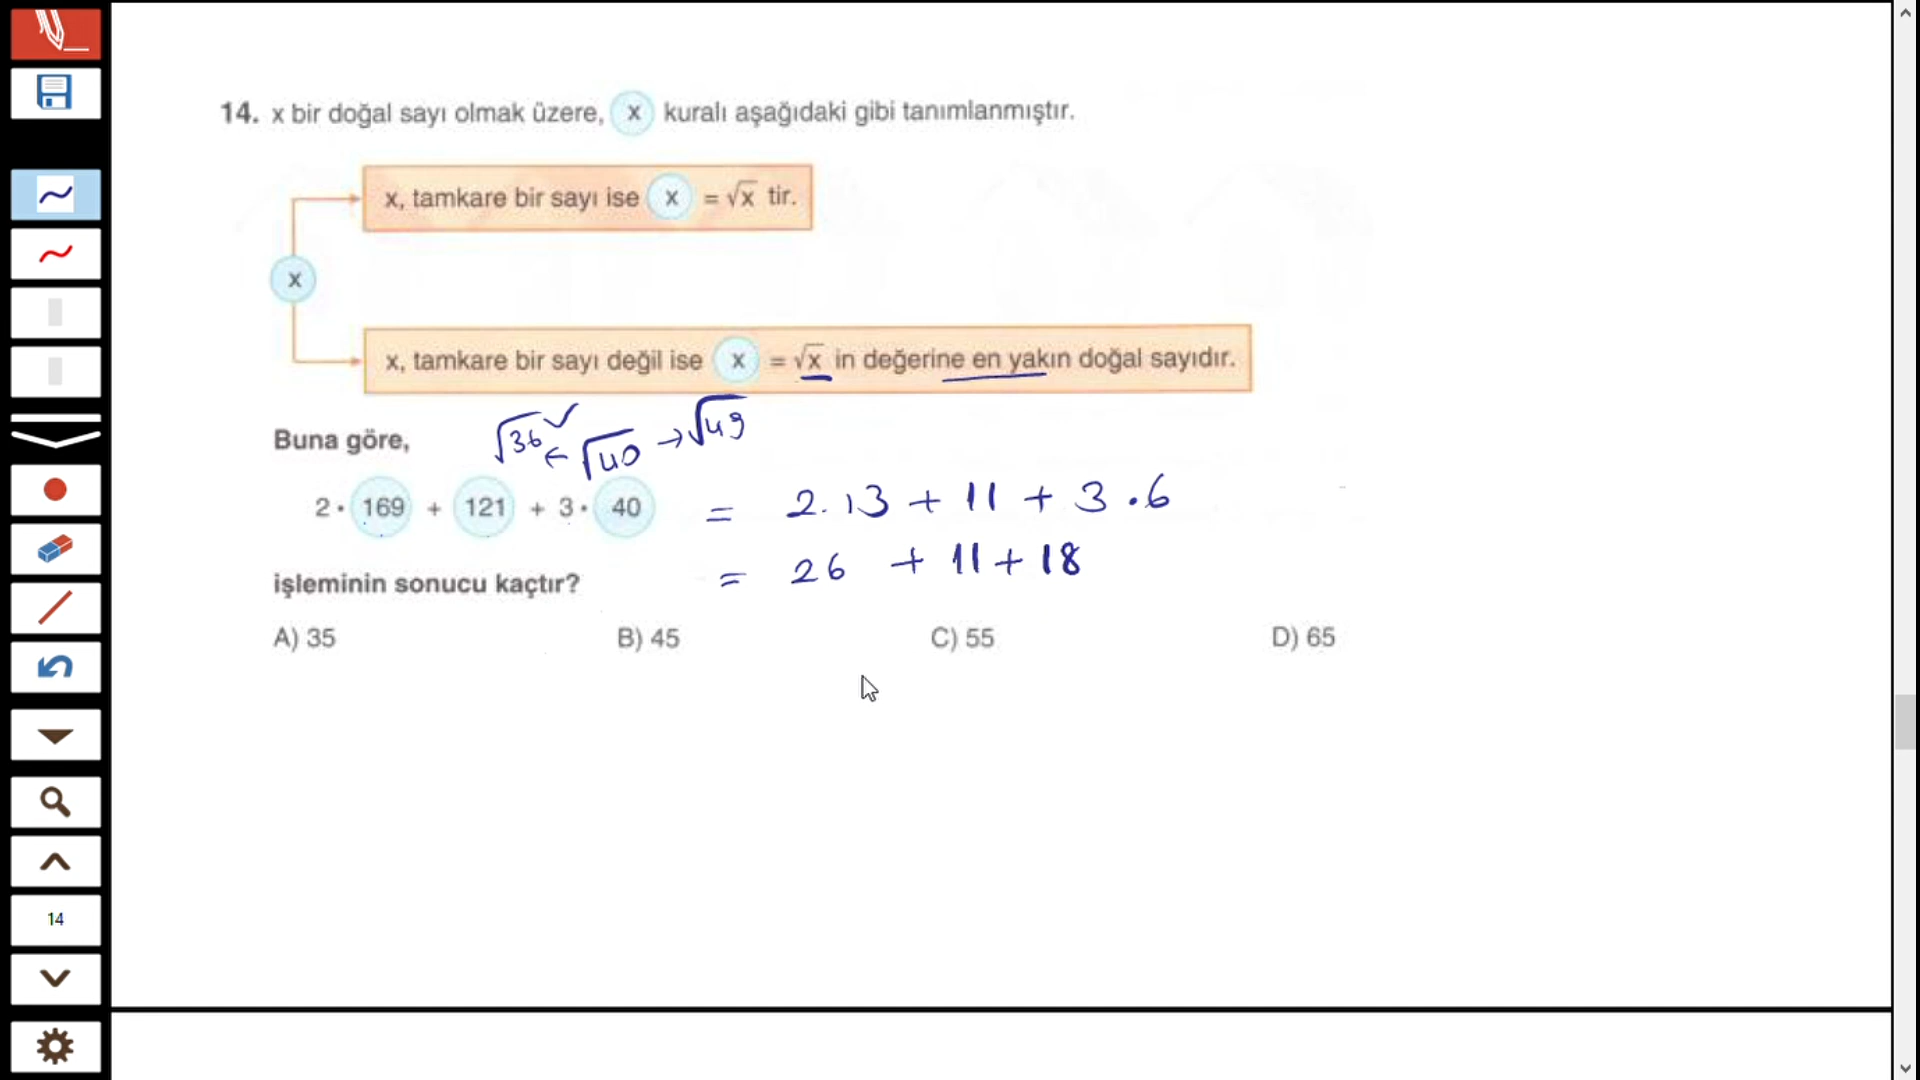 14. x bir doğal sayı olmak üzere, x kuralı aşağıdaki gibi tanımlanmıştır.
x, tamkare bir sayı ise x = √x tir.
x
x, tamkare bir sayı değil ise x = √x in değerine en yakın doğal sayıdır.
Buna göre,
√36 ✓ ← √40 → √49
2 · 169 + 121 + 3 · 40 = 2.13 + 11 + 3 . 6
= 26 + 11 + 18
işleminin sonucu kaçtır?
A) 35 B) 45 C) 55 D) 65
14